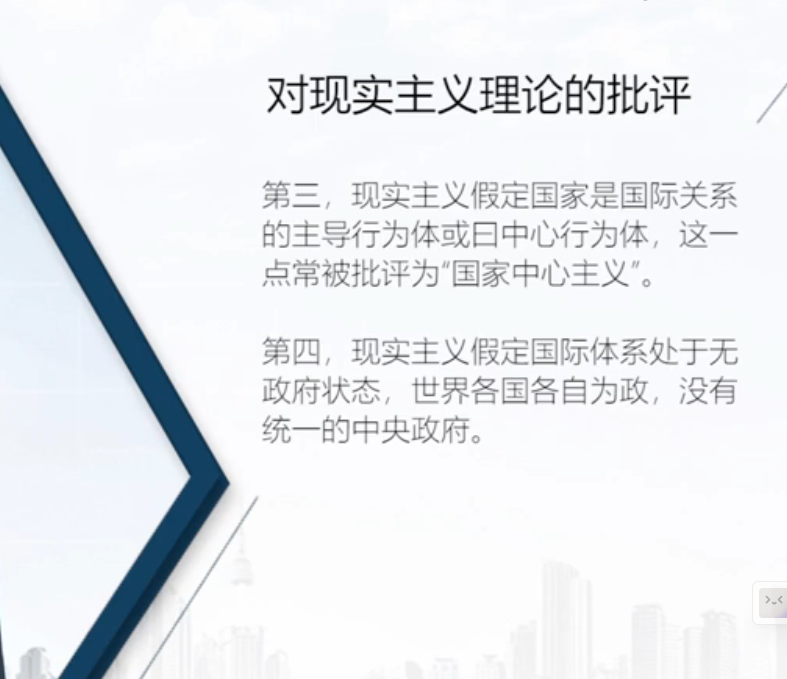 对现实主义理论的批评
第三，现实主义假定国家是国际关系
的主导行为体或曰中心行为体，这一
点常被批评为“国家中心主义”。
第四，现实主义假定国际体系处于无
政府状态，世界各国各自为政，没有
统一的中央政府。